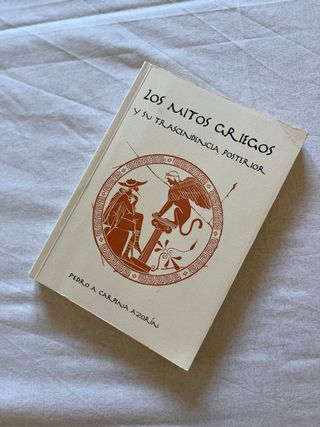 LOS MITOS GRIEGOS
Y SU TRASCENDENCIA POSTERIOR
PEDRO A. CARPENA AZORÍN